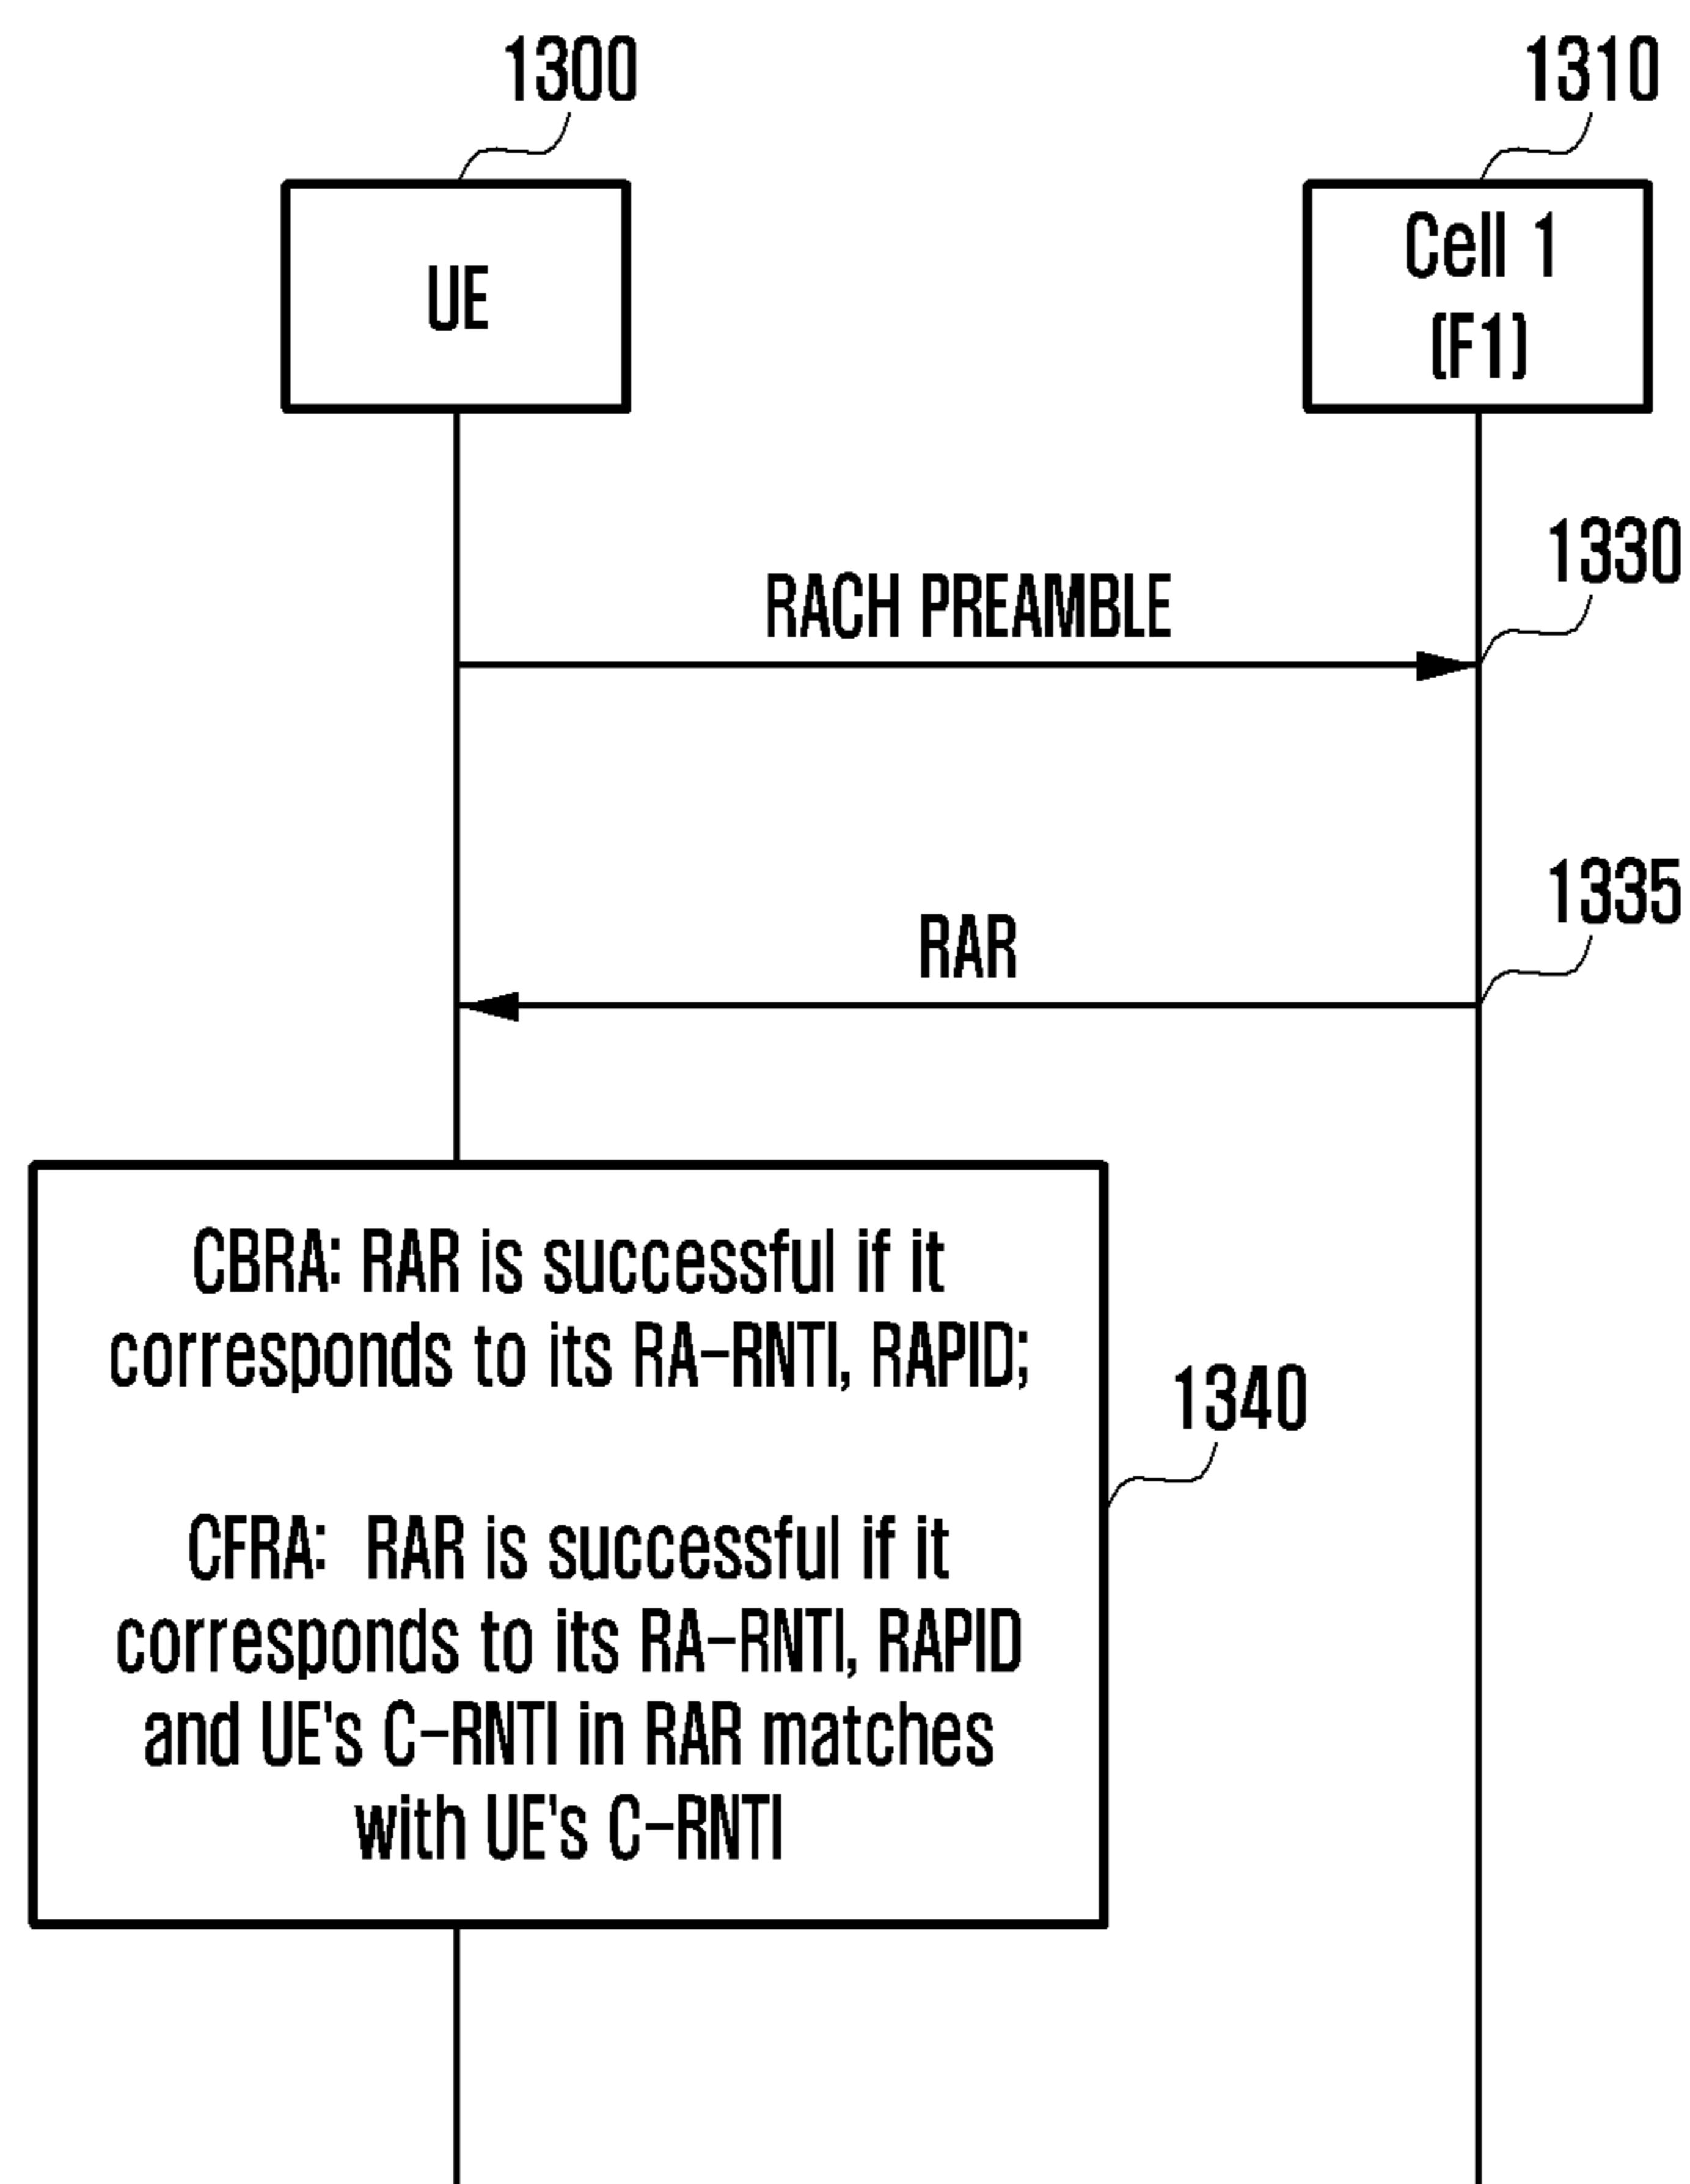 1300
1310
UE
Cell 1
(F1)
1330
RACH PREAMBLE
1335
RAR
CBRA: RAR is successful if it
corresponds to its RA-RNTI, RAPID;
1340
CFRA: RAR is successful if it
corresponds to its RA-RNTI, RAPID
and UE's C-RNTI in RAR matches
with UE's C-RNTI